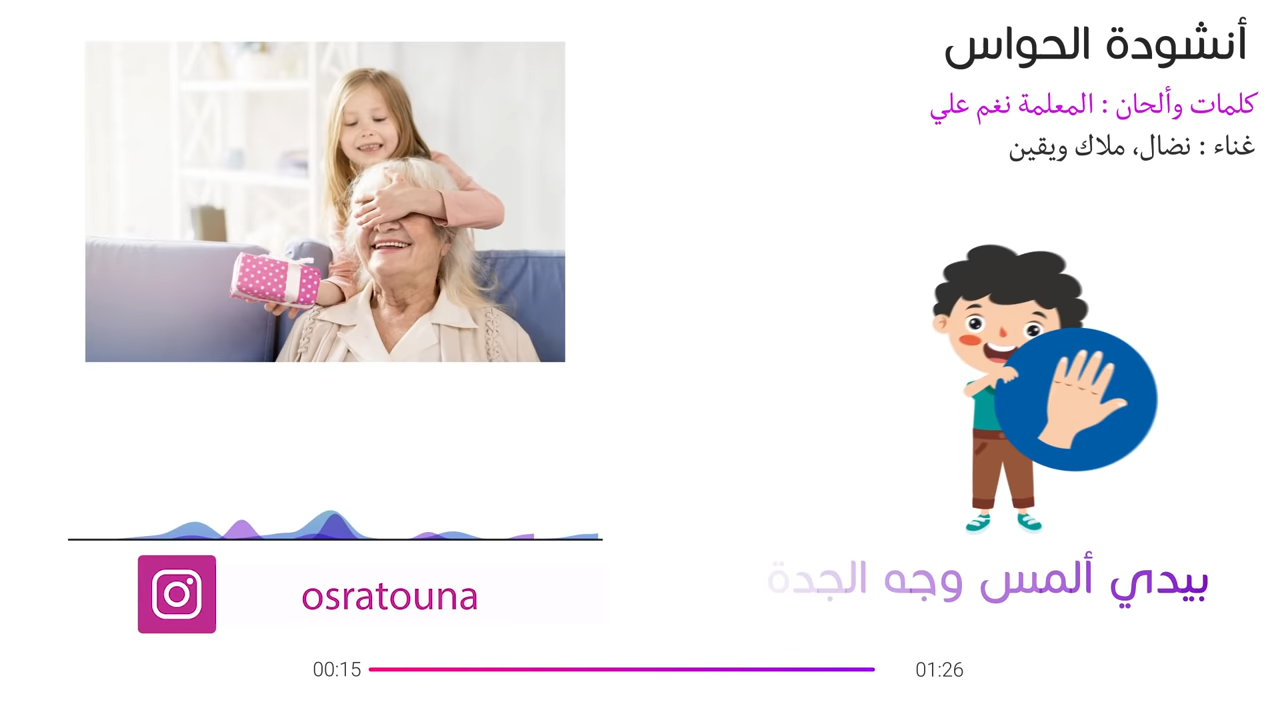 أنشودة الحواس
كلمات وألحان : المعلمة نغم علي
غناء : نضال، ملاك ويقين
بيدي ألمس وجه الجدة
osratouna
00:15
01:26